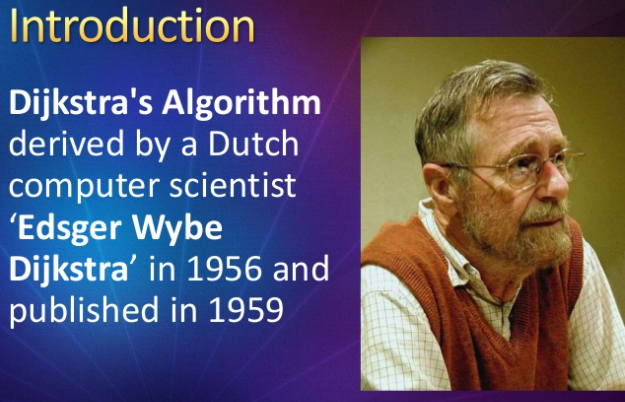 Introduction
Dijkstra's Algorithm
derived by a Dutch
computer scientist
‘Edsger Wybe
Dijkstra’ in 1956 and
published in 1959